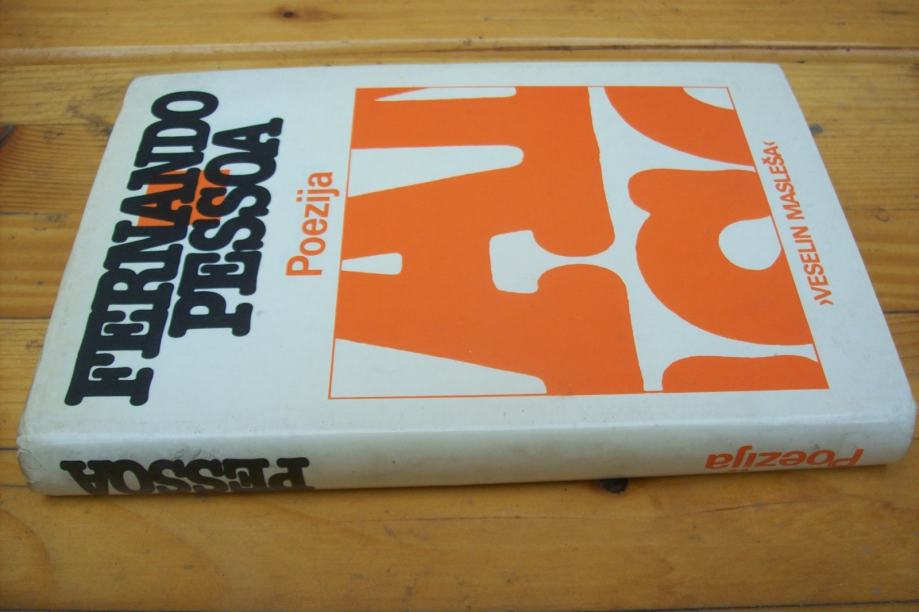 FERNANDO
PESSOA
Poezija
›VESELIN MASLEŠA‹
PESSOA
Poezija